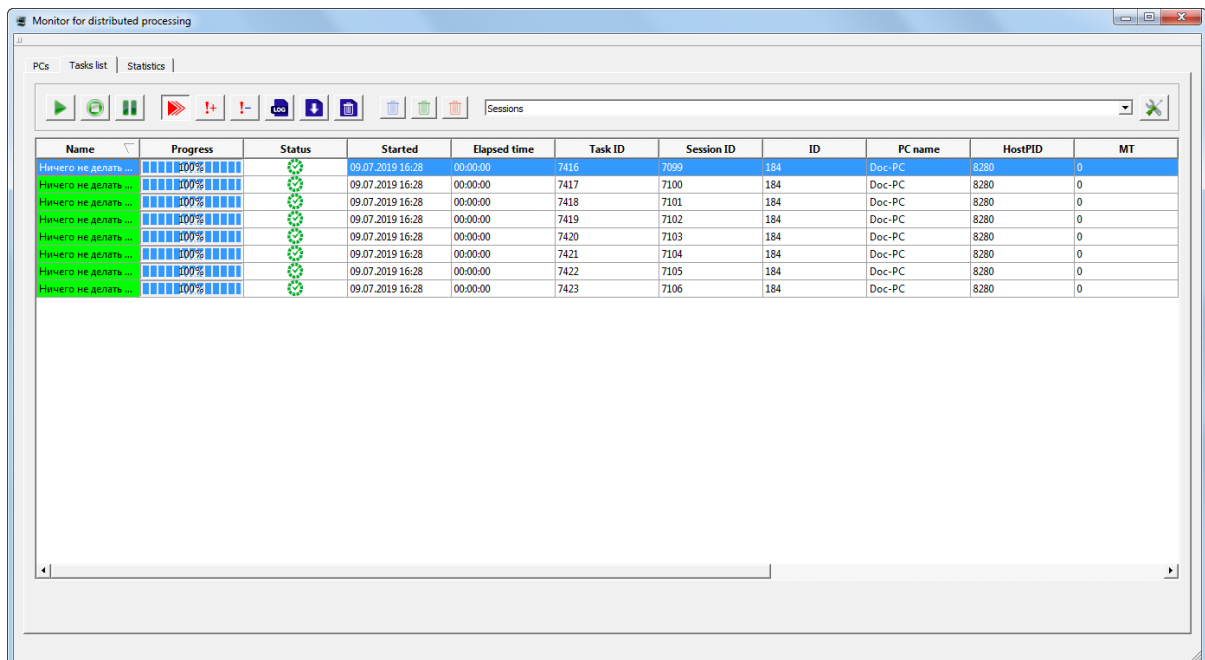 Monitor for distributed processing
PCs Tasks list Statistics
!+ !- LOG Sessions
Name Progress Status Started Elapsed time Task ID Session ID ID PC name HostPID MT
Ничего не делать ... 100% 09.07.2019 16:28 00:00:00 7416 7099 184 Doc-PC 8280 0
Ничего не делать ... 100% 09.07.2019 16:28 00:00:00 7417 7100 184 Doc-PC 8280 0
Ничего не делать ... 100% 09.07.2019 16:28 00:00:00 7418 7101 184 Doc-PC 8280 0
Ничего не делать ... 100% 09.07.2019 16:28 00:00:00 7419 7102 184 Doc-PC 8280 0
Ничего не делать ... 100% 09.07.2019 16:28 00:00:00 7420 7103 184 Doc-PC 8280 0
Ничего не делать ... 100% 09.07.2019 16:28 00:00:00 7421 7104 184 Doc-PC 8280 0
Ничего не делать ... 100% 09.07.2019 16:28 00:00:00 7422 7105 184 Doc-PC 8280 0
Ничего не делать ... 100% 09.07.2019 16:28 00:00:00 7423 7106 184 Doc-PC 8280 0